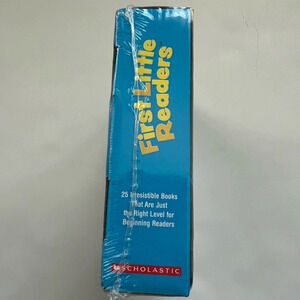 First Little
Readers
25 Irresistible Books
That Are Just
the Right Level for
Beginning Readers
SCHOLASTIC